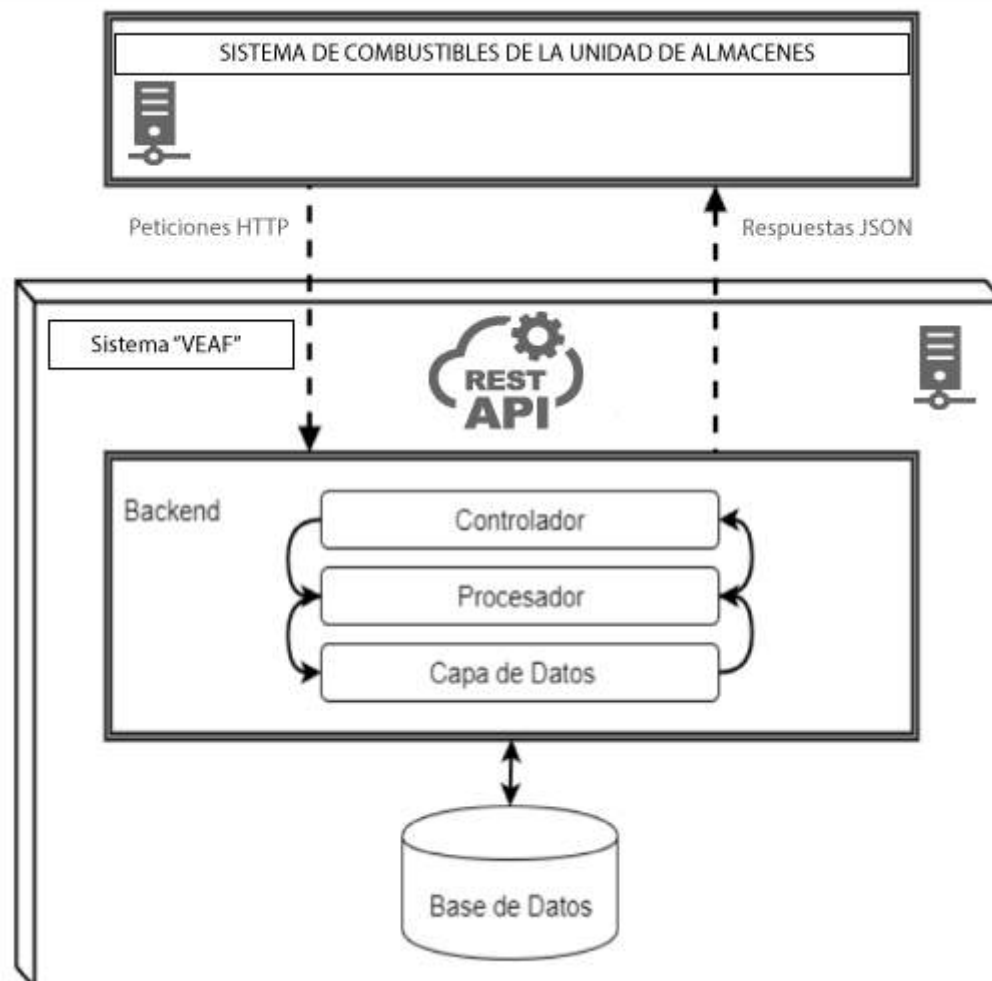 SISTEMA DE COMBUSTIBLES DE LA UNIDAD DE ALMACENES
Peticiones HTTP
Respuestas JSON
Sistema "VEAF"
REST
API
Backend
Controlador
Procesador
Capa de Datos
Base de Datos